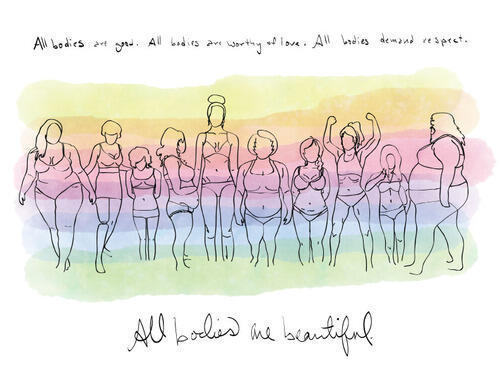 All bodies are good. All bodies are worthy of love. All bodies demand respect.
All bodies are beautiful.